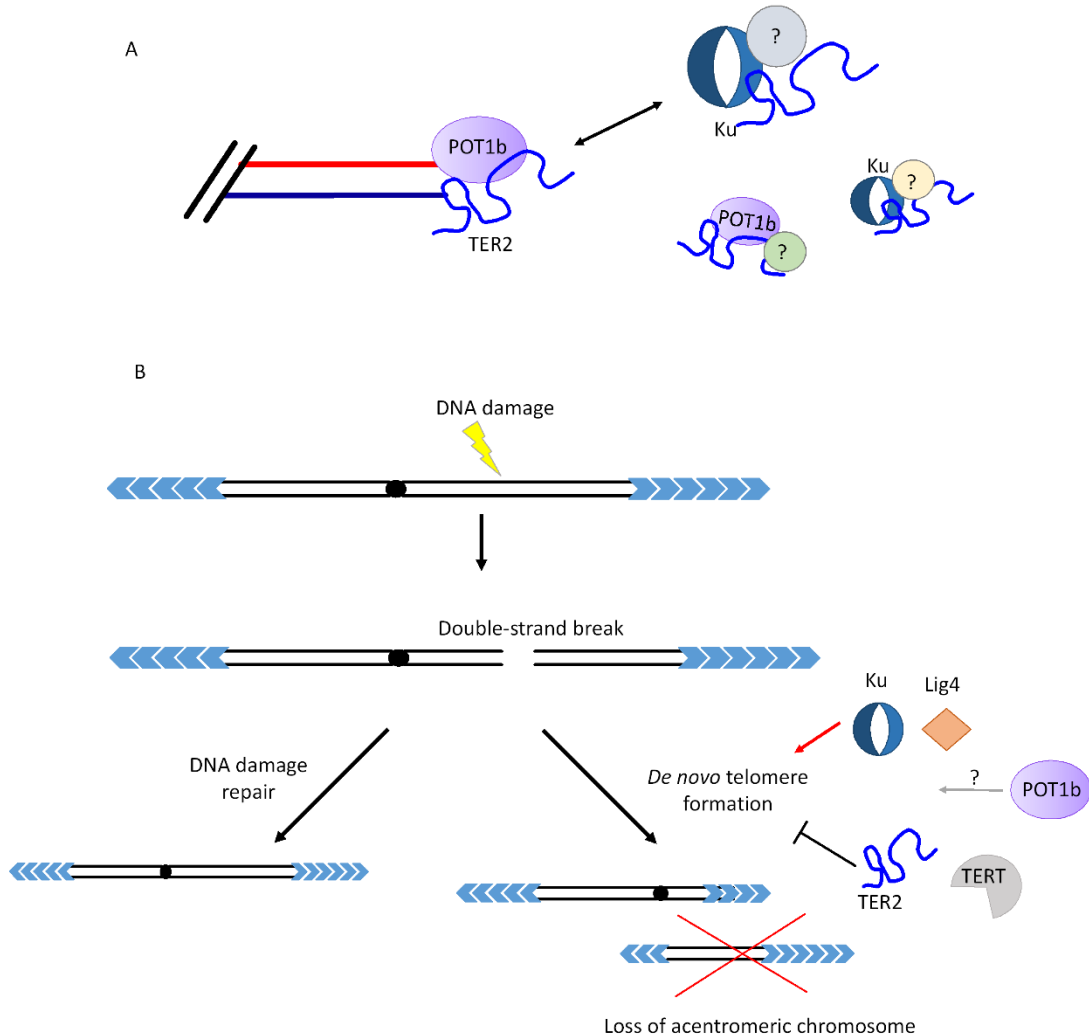 A
?
Ku
POT1b
TER2
Ku
?
POT1b
?
B
DNA damage
Double-strand break
Ku
Lig4
DNA damage
repair
De novo telomere
formation
?
POT1b
TER2
TERT
Loss of acentromeric chromosome